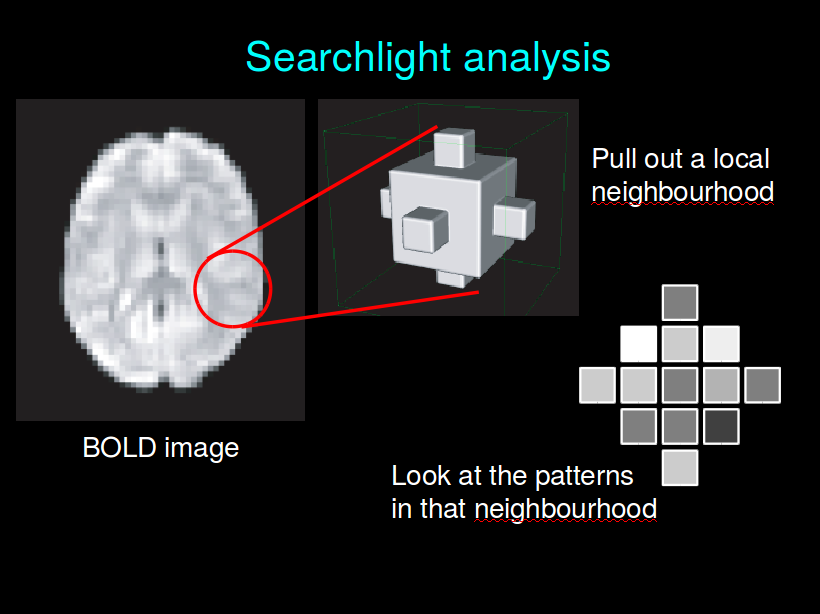 Searchlight analysis
Pull out a local
neighbourhood
BOLD image
Look at the patterns
in that neighbourhood